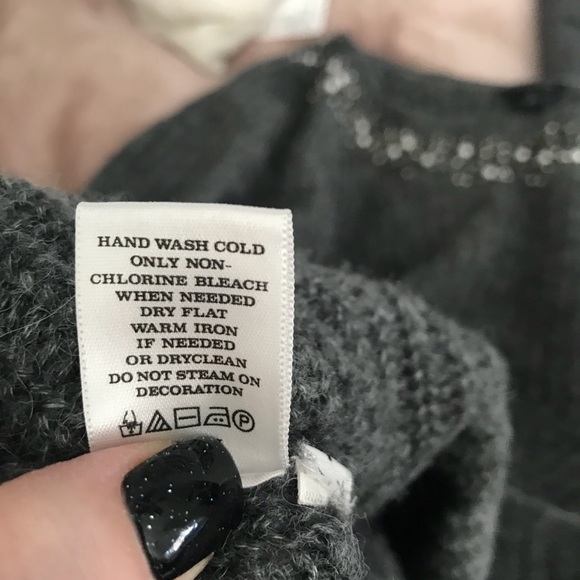 HAND WASH COLD
ONLY NON-
CHLORINE BLEACH
WHEN NEEDED
DRY FLAT
WARM IRON
IF NEEDED
OR DRYCLEAN
DO NOT STEAM ON
DECORATION
P